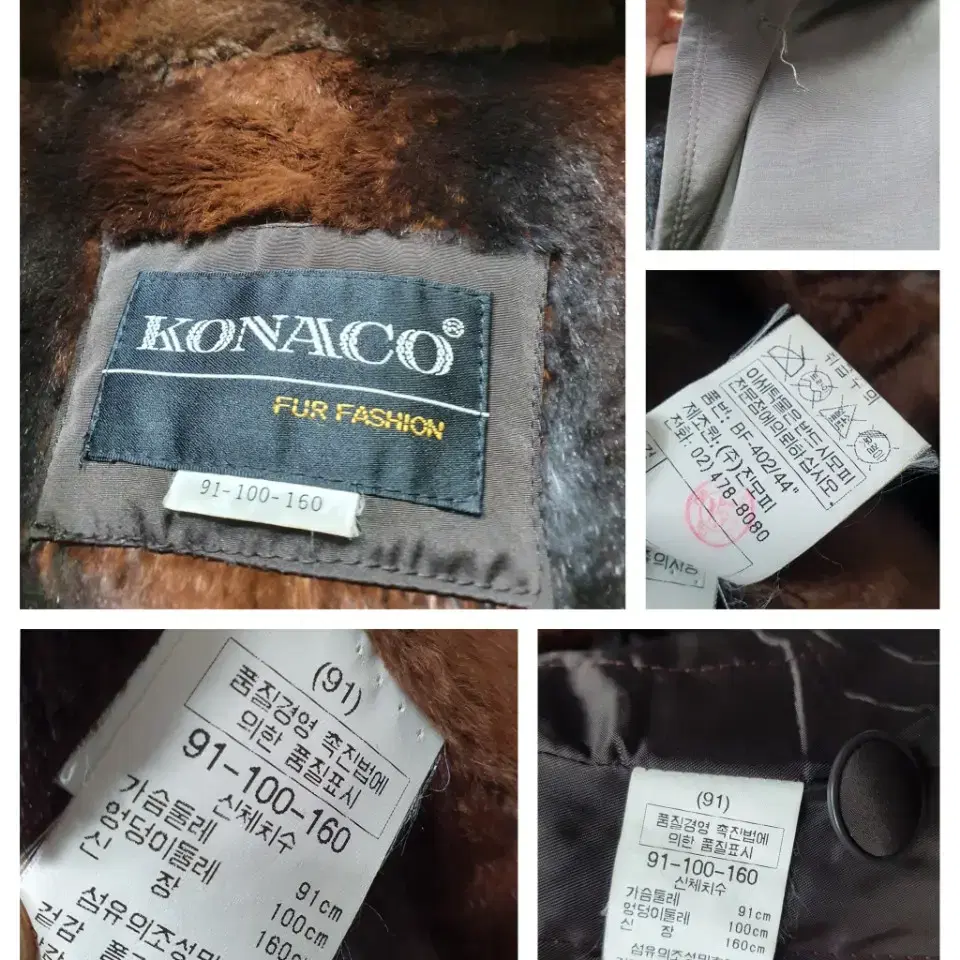 KONACO®
FUR FASHION
91-100-160
취급주의
이세탁물은 반드시 모피
전문점에 의뢰하십시오
품번: BF-402/44"
제조원: (주)진모피
전화: 02) 478-8080
(91)
품질경영 촉진법에
의한 품질표시
91-100-160
신체치수
가슴둘레 91cm
엉덩이둘레 100cm
신 장 160cm
섬유의조성및
겉감
(91)
품질경영 촉진법에
의한 품질표시
91-100-160
신체치수
가슴둘레 91cm
엉덩이둘레 100cm
신 장 160cm